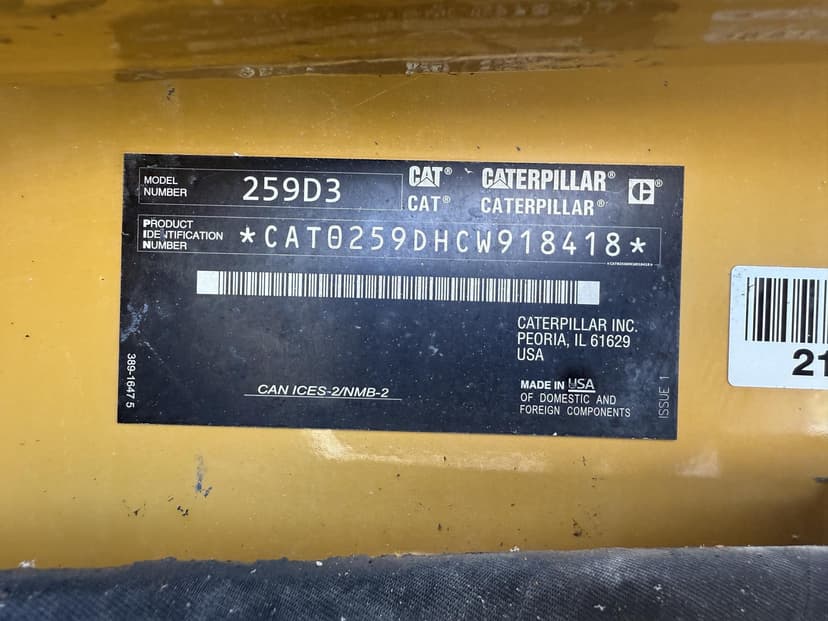 MODEL NUMBER 259D3
CAT® CATERPILLAR® C®
CAT® CATERPILLAR®
PRODUCT IDENTIFICATION NUMBER *CAT0259DHCW918418*
*CAT0259DHCW918418*
CATERPILLAR INC.
PEORIA, IL 61629
USA
MADE IN USA
OF DOMESTIC AND
FOREIGN COMPONENTS
CAN ICES-2/NMB-2
389-1647 5
ISSUE 1
21